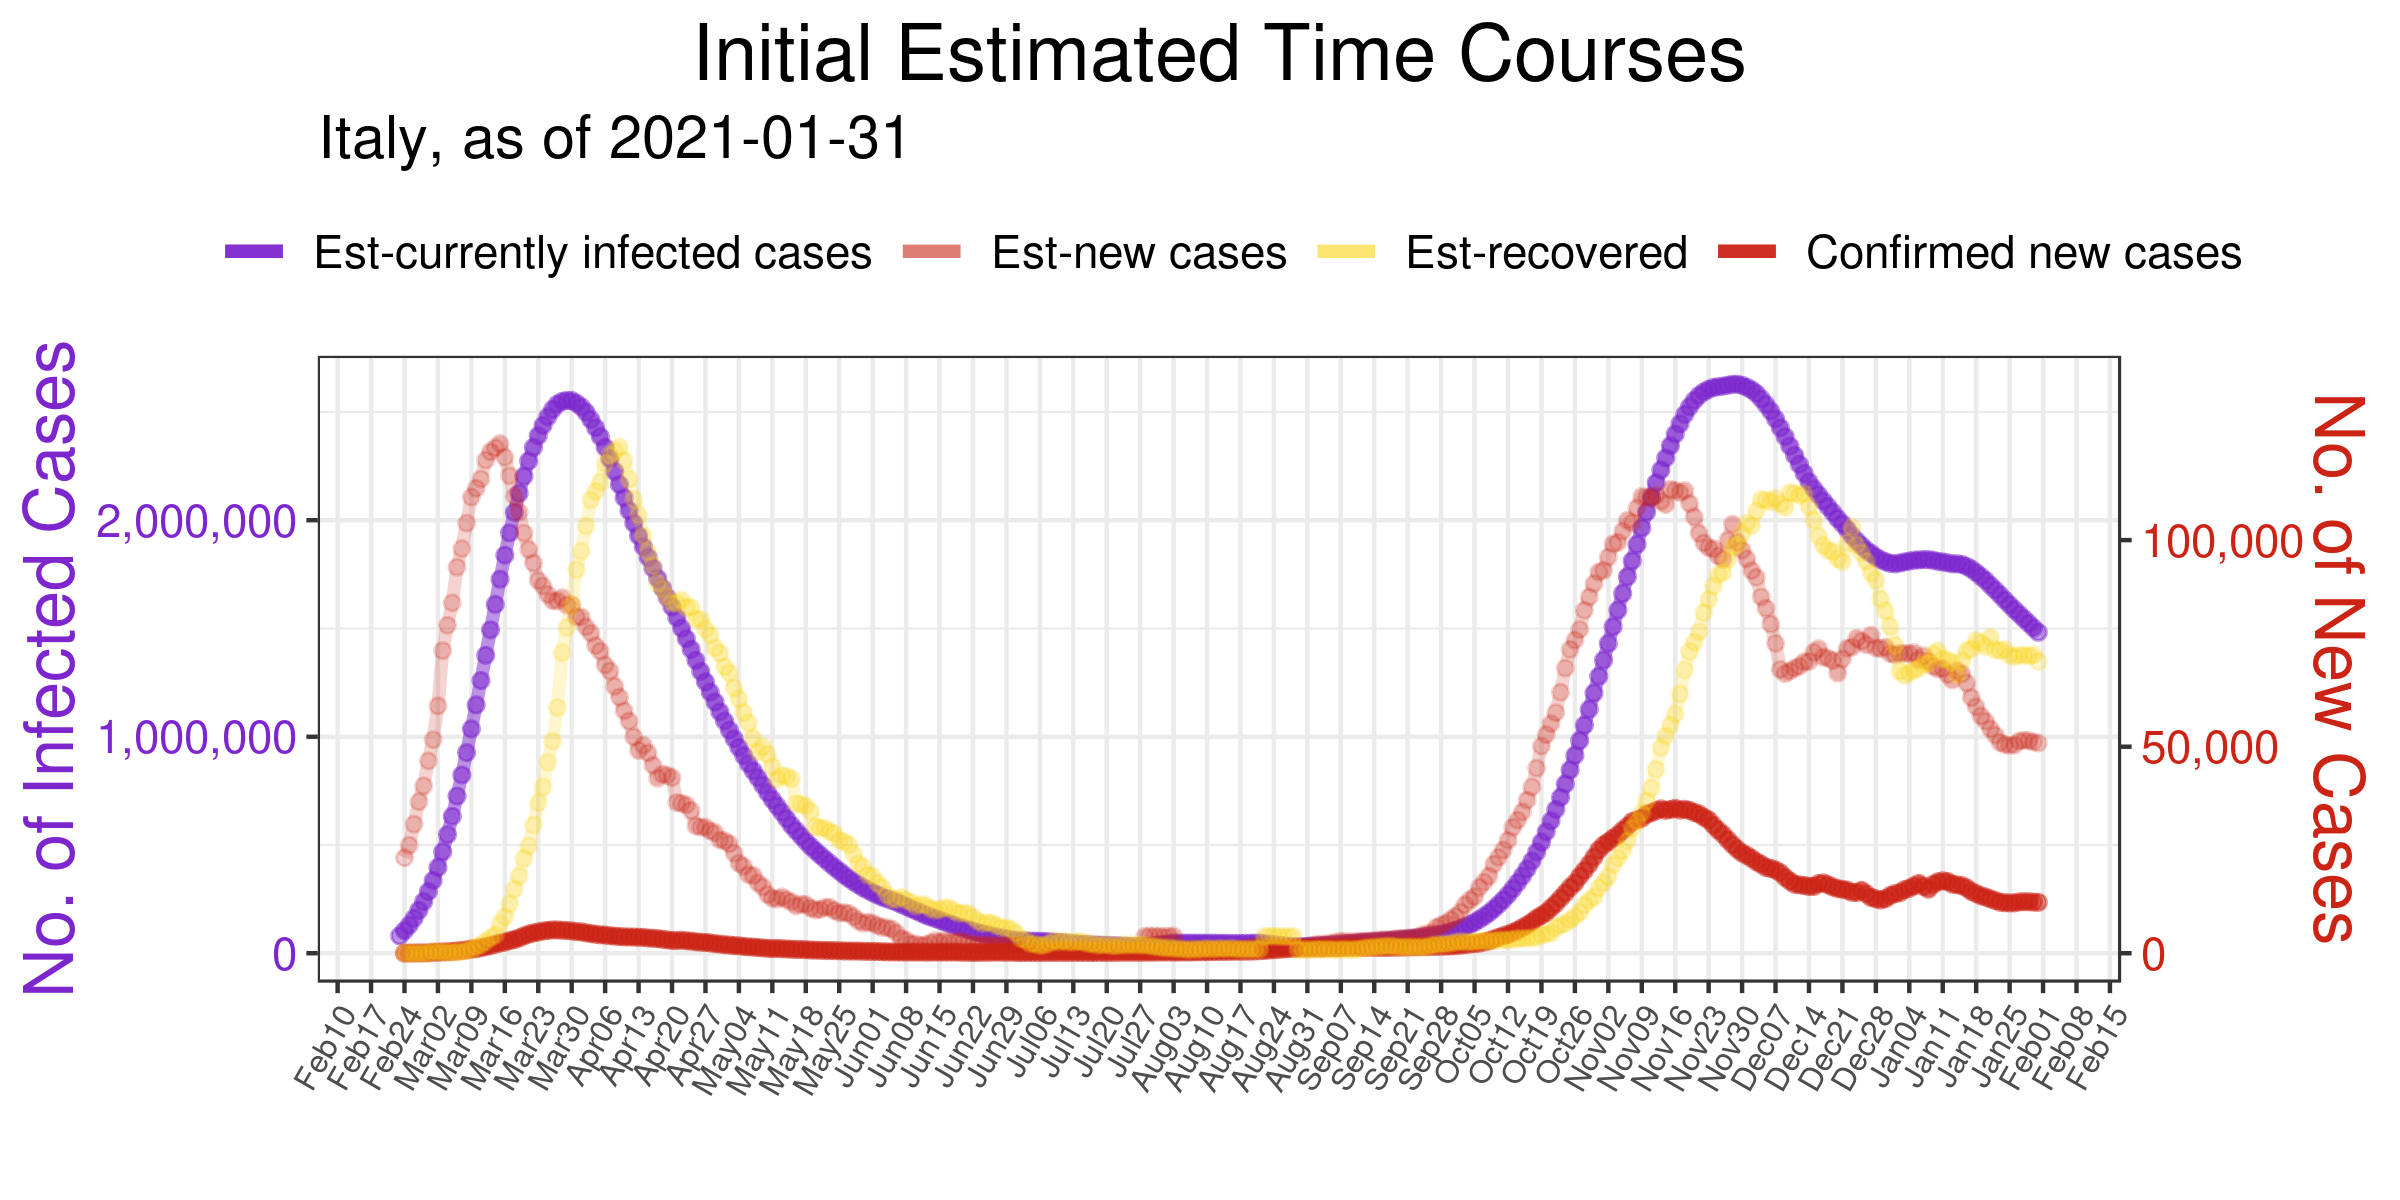 Initial Estimated Time Courses
Italy, as of 2021-01-31
Est-currently infected cases Est-new cases Est-recovered Confirmed new cases
No. of Infected Cases
2,000,000
1,000,000
0
100,000
50,000
0
No. of New Cases
Feb10 Feb17 Feb24 Mar02 Mar09 Mar16 Mar23 Mar30 Apr06 Apr13 Apr20 Apr27 May04 May11 May18 May25 Jun01 Jun08 Jun15 Jun22 Jun29 Jul06 Jul13 Jul20 Jul27 Aug03 Aug10 Aug17 Aug24 Aug31 Sep07 Sep14 Sep21 Sep28 Oct05 Oct12 Oct19 Oct26 Nov02 Nov09 Nov16 Nov23 Nov30 Dec07 Dec14 Dec21 Dec28 Jan04 Jan11 Jan18 Jan25 Feb01 Feb08 Feb15